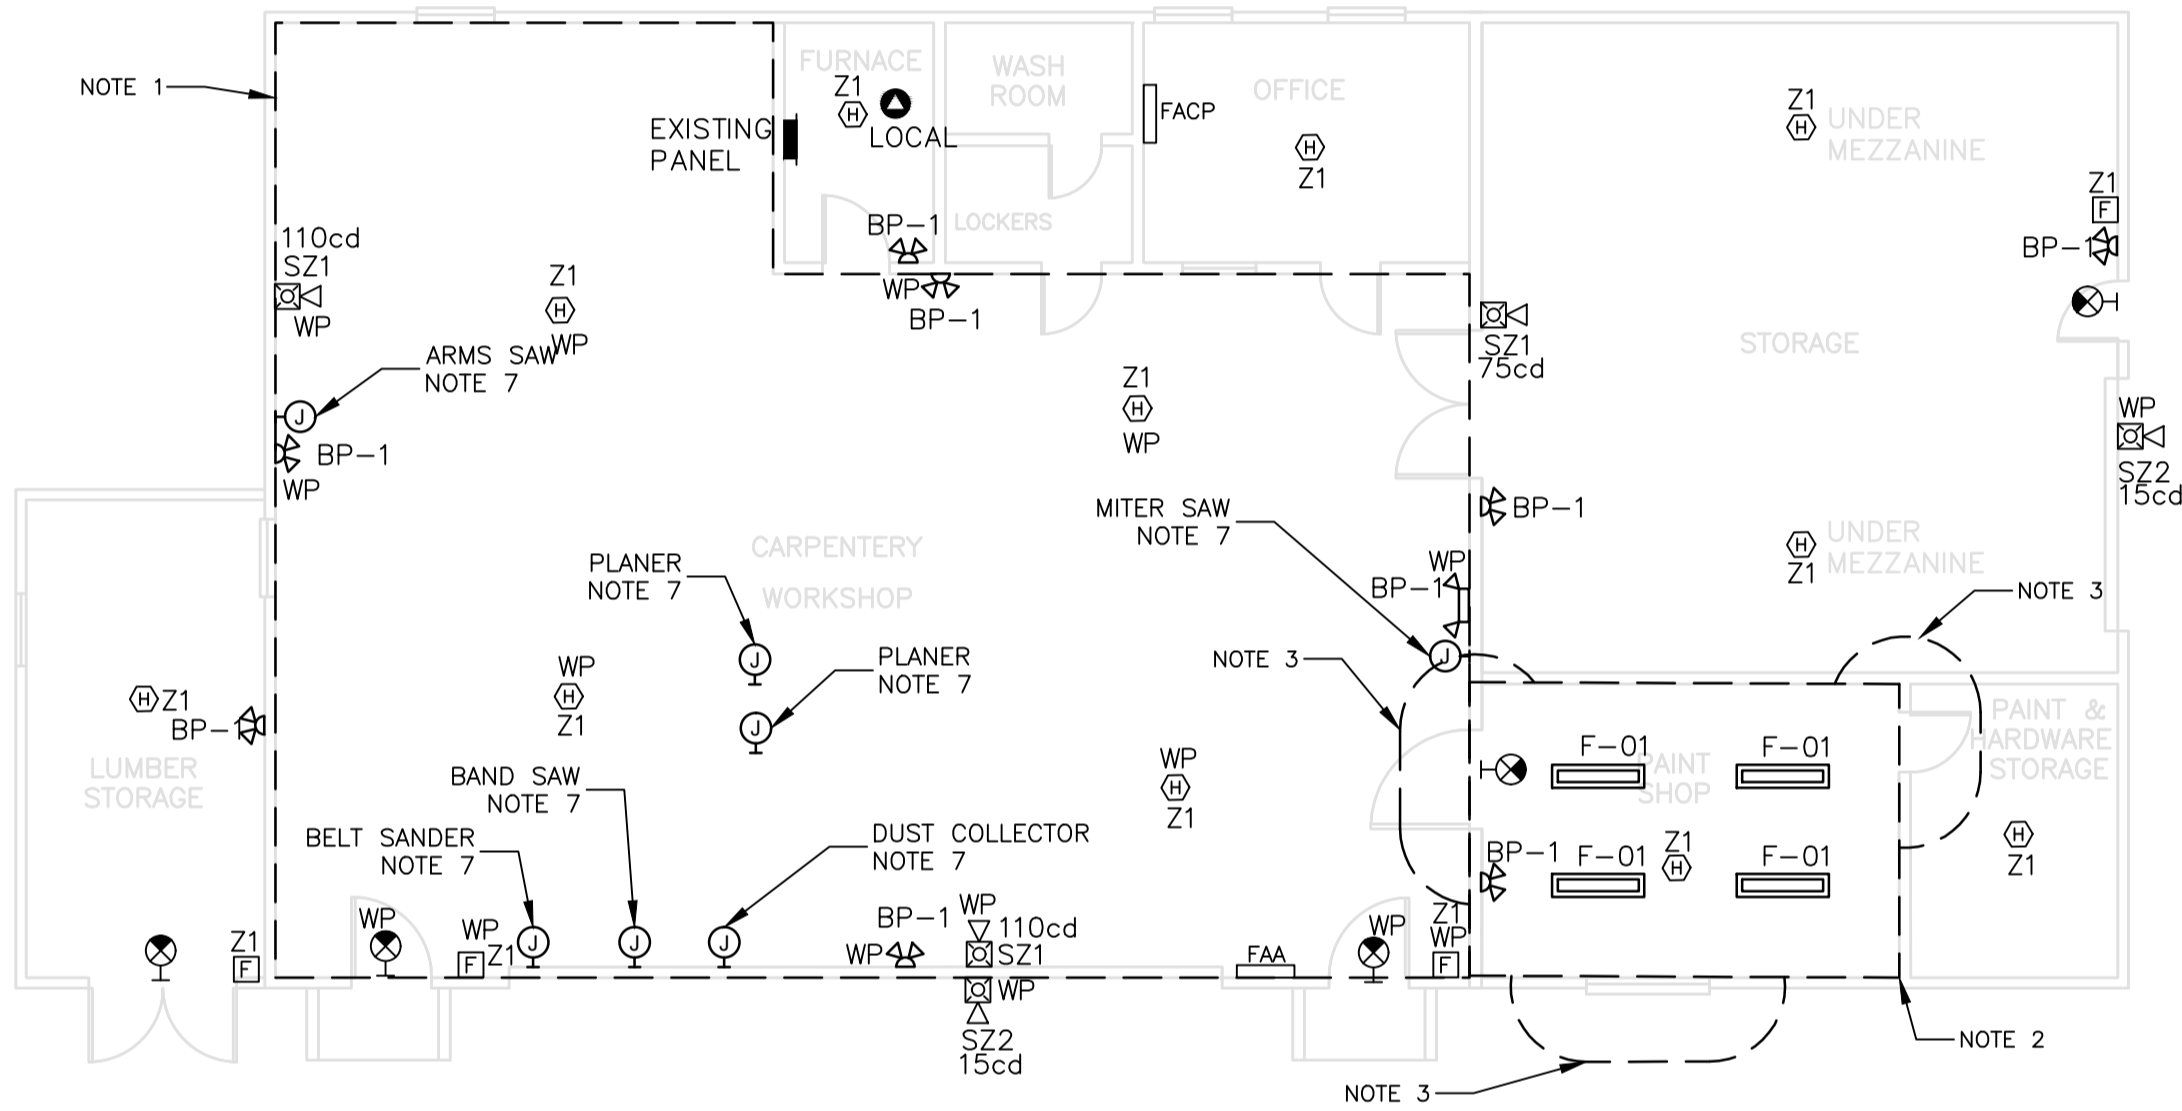 NOTE 1
FURNACE
WASH
ROOM
OFFICE
Z1
H
LOCAL
FACP
EXISTING
PANEL
H
Z1
Z1
H
UNDER
MEZZANINE
Z1
F
BP-1
LOCKERS
BP-1
WP
BP-1
110cd
SZ1
WP
Z1
H
WP
ARMS SAW
NOTE 7
J
BP-1
WP
SZ1
75cd
STORAGE
Z1
H
WP
WP
SZ2
15cd
MITER SAW
NOTE 7
BP-1
CARPENTERY
WORKSHOP
H
Z1
UNDER
MEZZANINE
PLANER
NOTE 7
J
WP
BP-1
J
NOTE 3
NOTE 3
PLANER
NOTE 7
J
WP
H
Z1
H Z1
BP-1
LUMBER
STORAGE
WP
H
Z1
F-01
F-01
PAINT
SHOP
PAINT &
HARDWARE
STORAGE
BAND SAW
NOTE 7
BELT SANDER
NOTE 7
DUST COLLECTOR
NOTE 7
BP-1
F-01
Z1
H
F-01
H
Z1
Z1
F
WP
WP
Z1
F
J
J
J
BP-1
WP
WP
110cd
SZ1
WP
SZ2
15cd
FAA
WP
Z1
WP
F
NOTE 2
NOTE 3